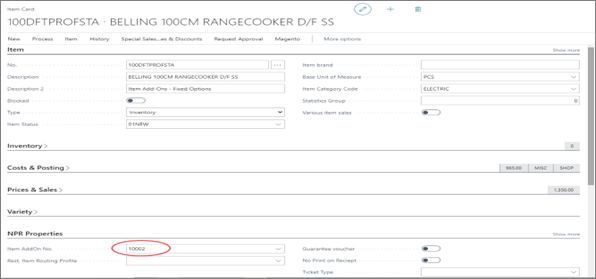 Item Card
100DFTPROFSTA · BELLING 100CM RANGECOOKER D/F SS
New Process Item History Special Sales...es & Discounts Request Approval Magento More options
Item Show more
No. 100DFTPROFSTA ... Item brand
Description BELLING 100CM RANGECOOKER D/F SS Base Unit of Measure PCS
Description 2 Item Add-Ons - Fixed Options Item Category Code ELECTRIC
Blocked Statistics Group 0
Type Inventory Various item sales
Item Status 01NEW
Inventory > 0
Costs & Posting > 985.00 MISC SHOP
Prices & Sales > 1,350.00
Variety >
NPR Properties Show more
Item AddOn No. 10002 Guarantee voucher
Rest. Item Routing Profile No Print on Reciept
Ticket Type